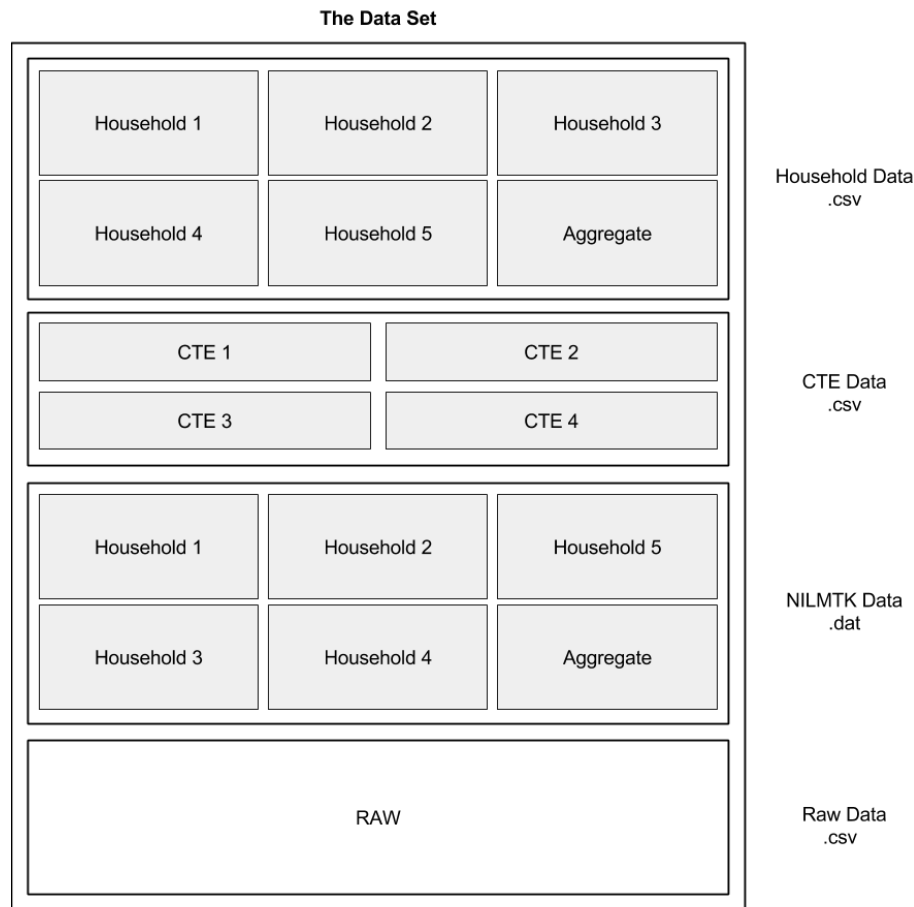 The Data Set
Household 1
Household 2
Household 3
Household 4
Household 5
Aggregate
Household Data
.csv
CTE 1
CTE 2
CTE 3
CTE 4
CTE Data
.csv
Household 1
Household 2
Household 5
Household 3
Household 4
Aggregate
NILMTK Data
.dat
RAW
Raw Data
.csv